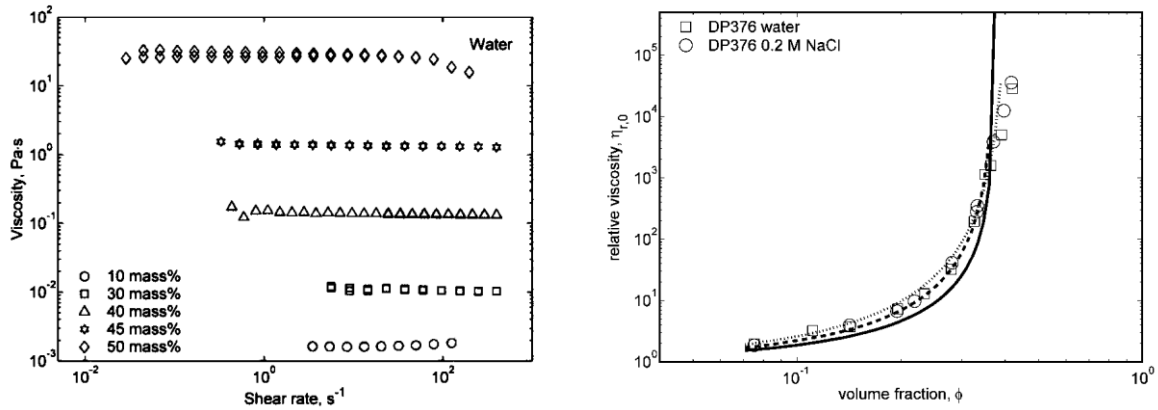 10²
10¹
10⁰
10⁻¹
10⁻²
10⁻³
Viscosity, Pa·s
Water
10 mass%
30 mass%
40 mass%
45 mass%
50 mass%
10⁻²
10⁰
10²
Shear rate, s⁻¹
10⁵
10⁴
10³
10²
10¹
10⁰
relative viscosity, ηr,0
DP376 water
DP376 0.2 M NaCl
10⁻¹
10⁰
volume fraction, ϕ